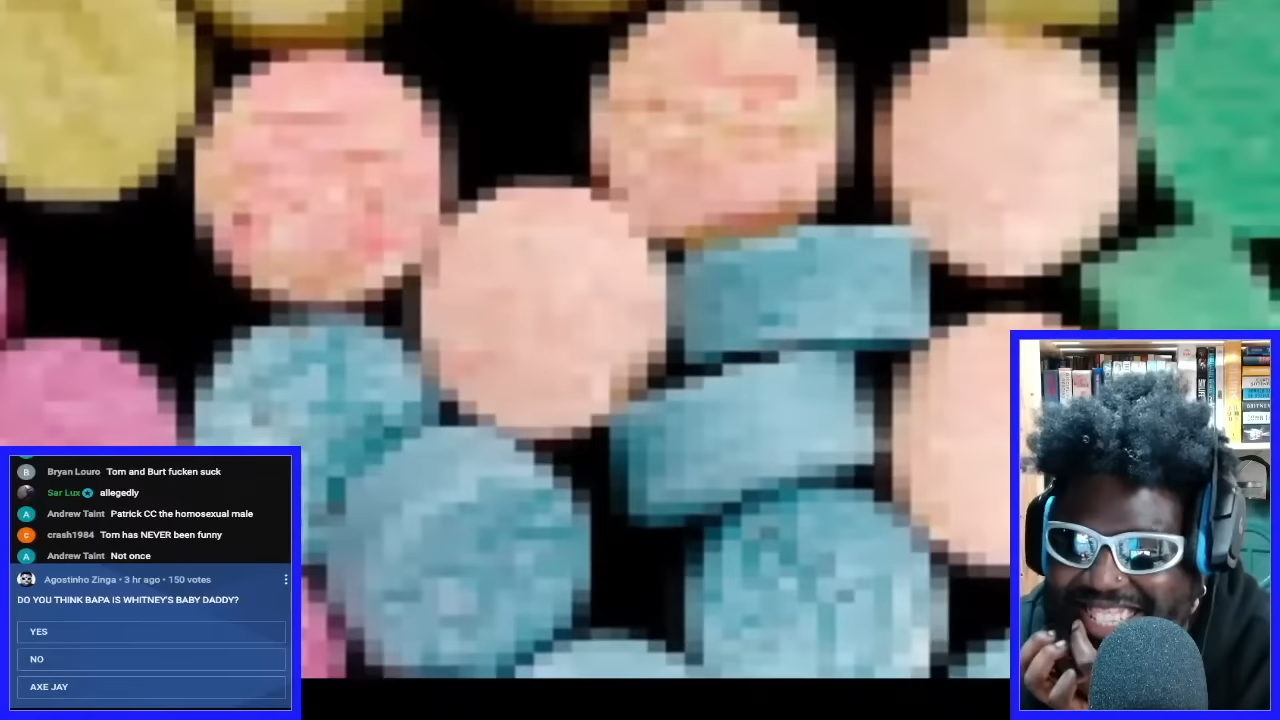 B Bryan Louro Tom and Burt fucken suck
Sar Lux allegedly
A Andrew Taint Patrick CC the homosexual male
c crash1984 Tom has NEVER been funny
A Andrew Taint Not once
Agostinho Zinga • 3 hr ago • 150 votes
DO YOU THINK BAPA IS WHITNEY'S BABY DADDY?
YES
NO
AXE JAY